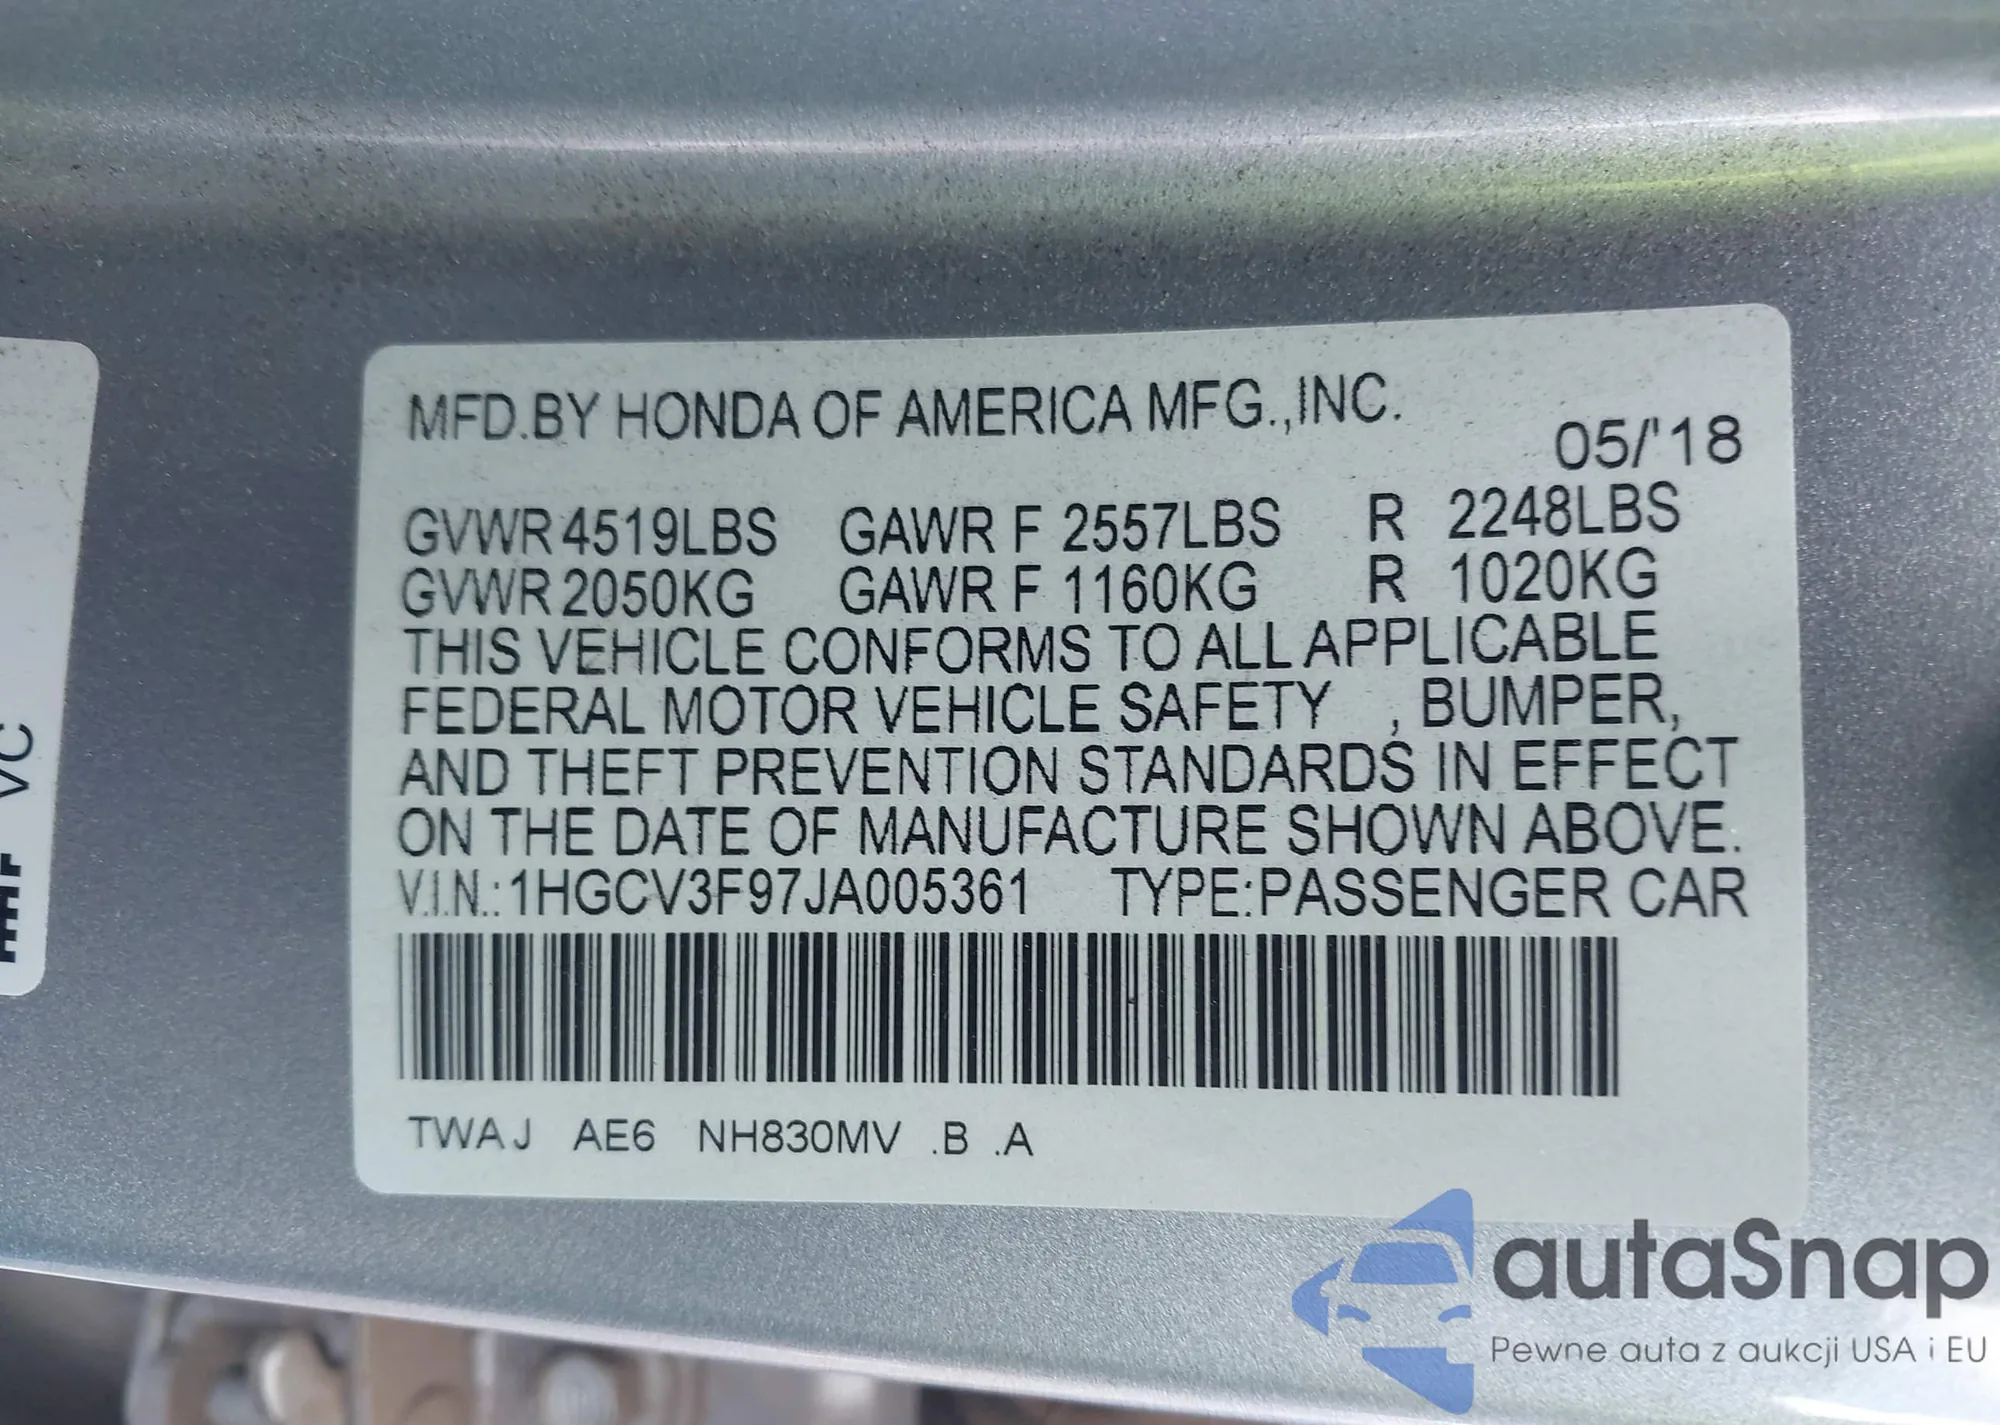 MFD.BY HONDA OF AMERICA MFG.,INC.
05/'18
GVWR 4519LBS GAWR F 2557LBS R 2248LBS
GVWR 2050KG GAWR F 1160KG R 1020KG
THIS VEHICLE CONFORMS TO ALL APPLICABLE
FEDERAL MOTOR VEHICLE SAFETY , BUMPER,
AND THEFT PREVENTION STANDARDS IN EFFECT
ON THE DATE OF MANUFACTURE SHOWN ABOVE.
V.I.N.:1HGCV3F97JA005361 TYPE:PASSENGER CAR
TWAJ AE6 NH830MV .B .A
VC
autaSnap
Pewne auta z aukcji USA i EU